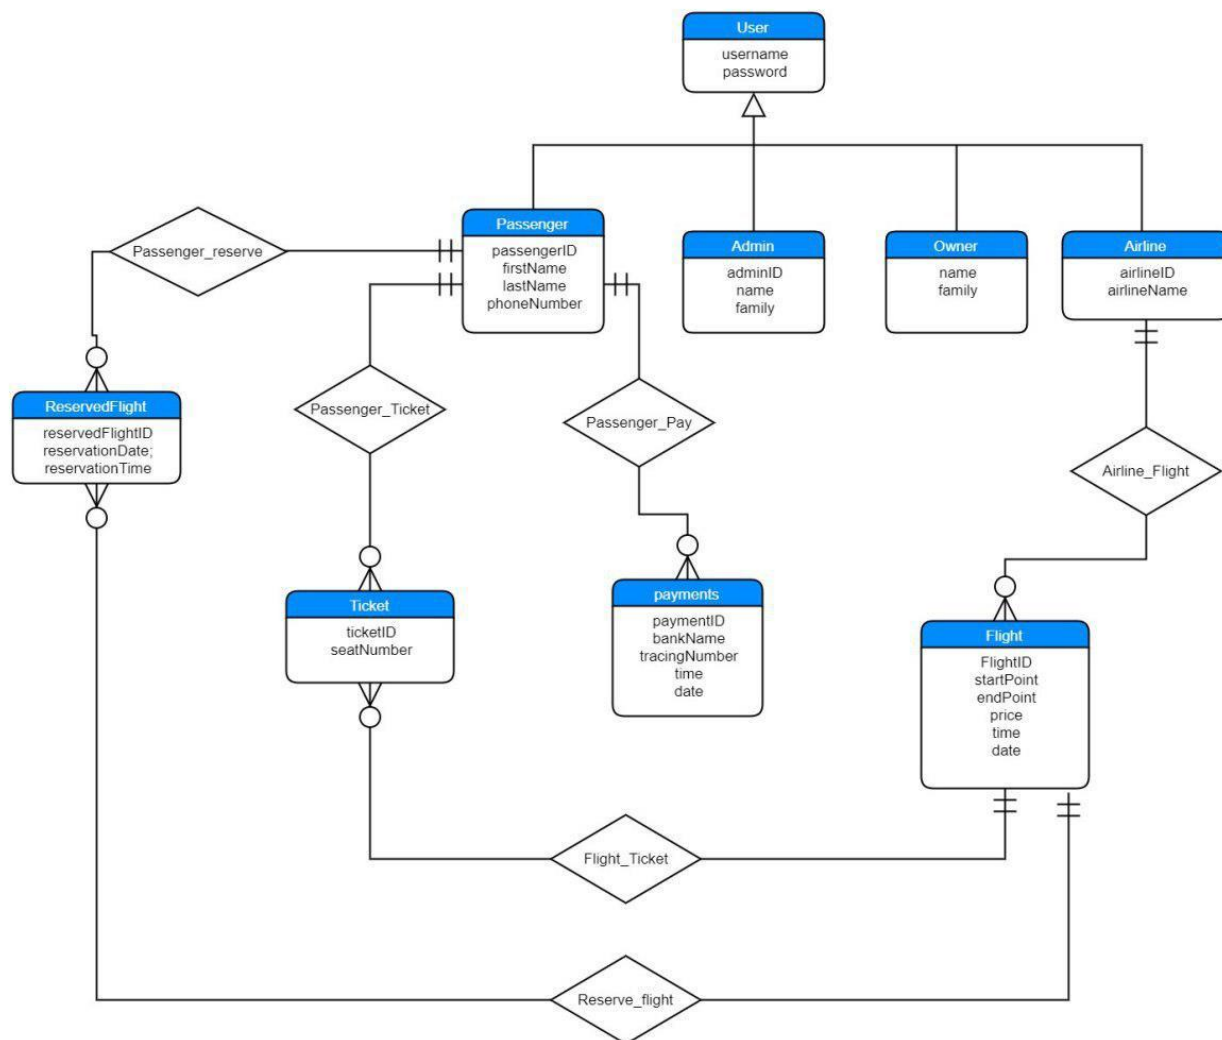 User
username
password
Passenger
passengerID
firstName
lastName
phoneNumber
Admin
adminID
name
family
Owner
name
family
Airline
airlineID
airlineName
Passenger_reserve
ReservedFlight
reservedFlightID
reservationDate;
reservationTime
Passenger_Ticket
Passenger_Pay
Airline_Flight
Ticket
ticketID
seatNumber
payments
paymentID
bankName
tracingNumber
time
date
Flight
FlightID
startPoint
endPoint
price
time
date
Flight_Ticket
Reserve_flight